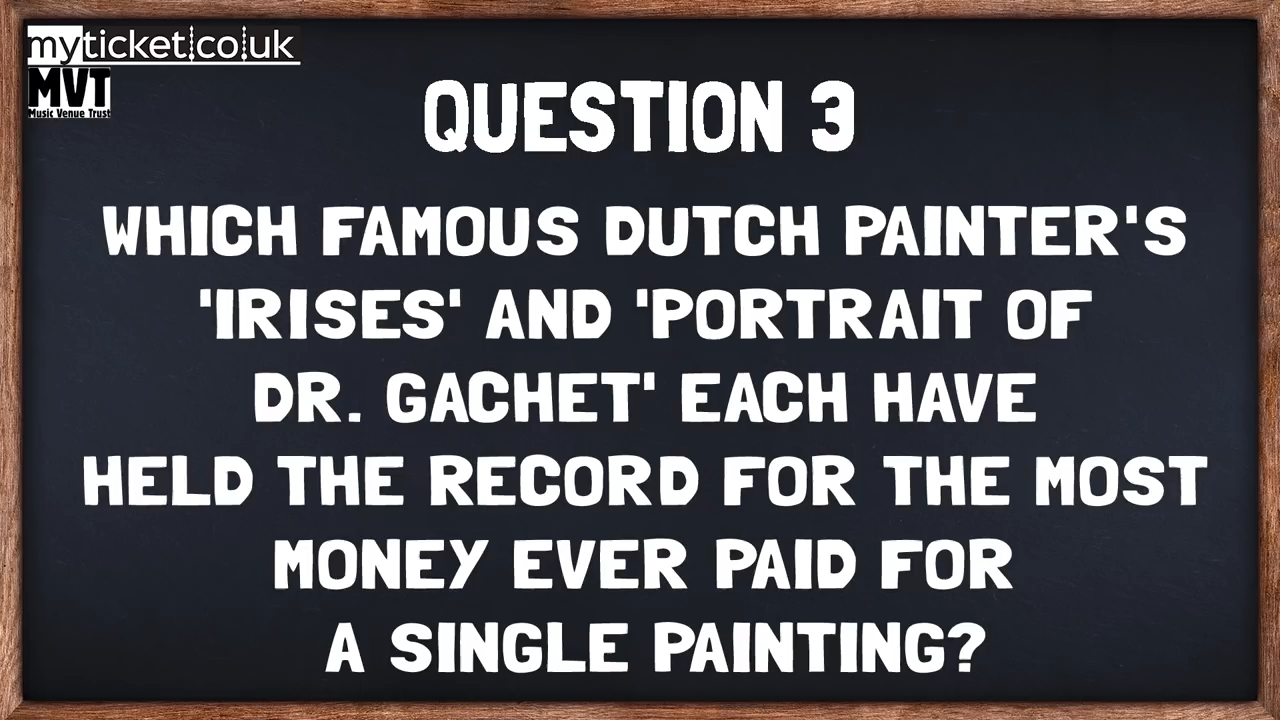 myticket.co.uk
MVT
Music Venue Trust
QUESTION 3
WHICH FAMOUS DUTCH PAINTER'S
'IRISES' AND 'PORTRAIT OF
DR. GACHET' EACH HAVE
HELD THE RECORD FOR THE MOST
MONEY EVER PAID FOR
A SINGLE PAINTING?